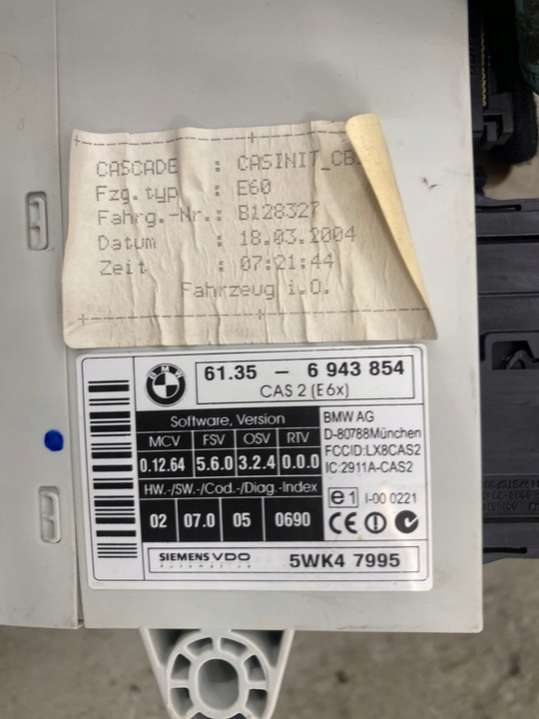 CASCADE : CASINIT_CB
Fzg.typ : E60
Fahrg.-Nr.: B128327
Datum : 18.03.2004
Zeit : 07:21:44
Fahrzeug i.O.
BMW
61.35 - 6 943 854
CAS 2 (E6x)
Software, Version
MCV FSV OSV RTV
0.12.64 5.6.0 3.2.4 0.0.0
HW.-/SW.-/Cod.-/Diag.-Index
02 07.0 05 0690
BMW AG
D-80788München
FCCID:LX8CAS2
IC:2911A-CAS2
e1 I-00 0221
CE
SIEMENS VDO
Automotive
5WK4 7995